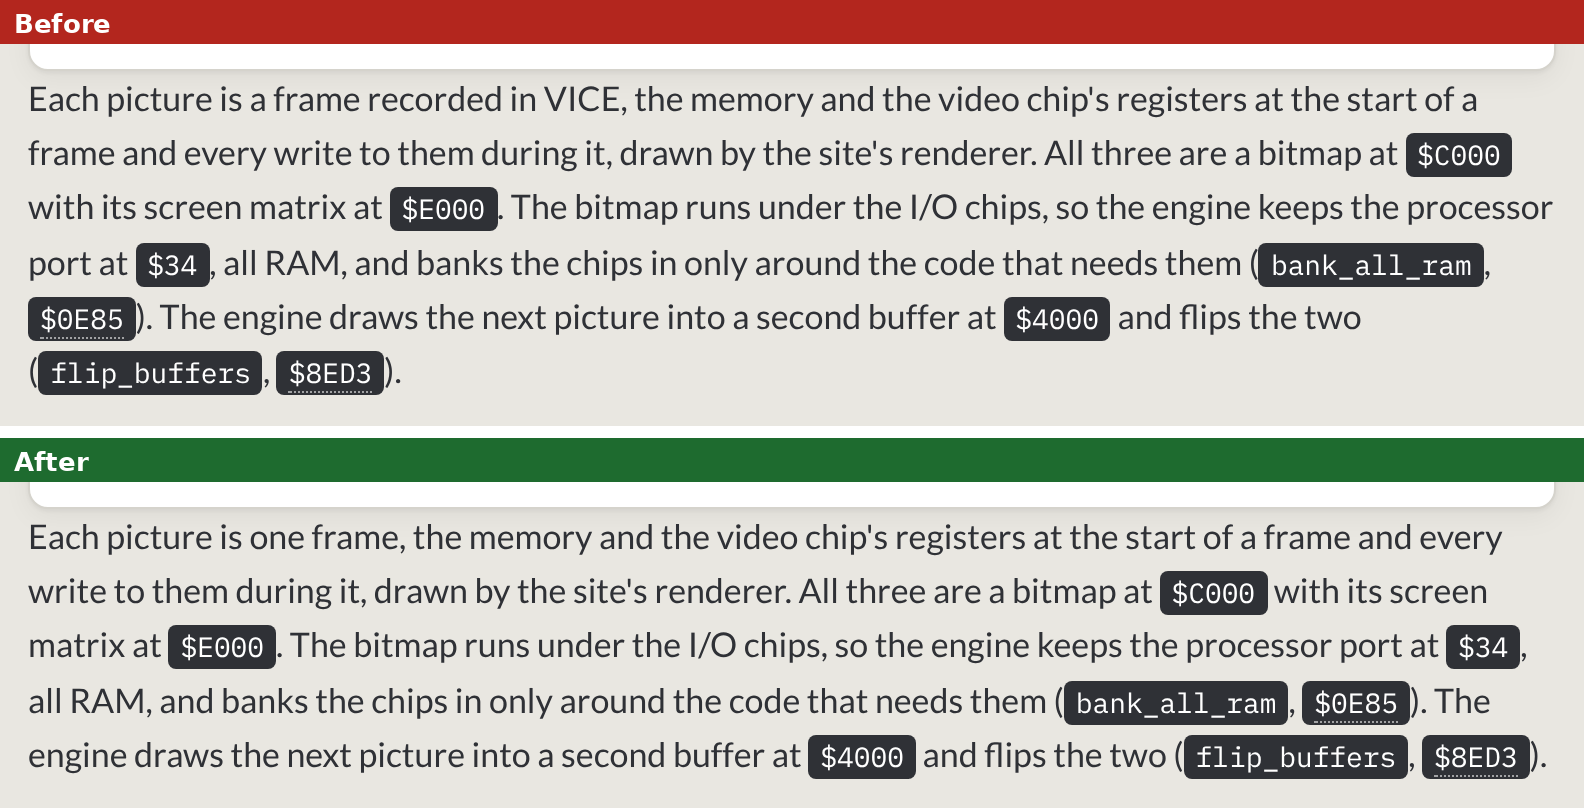 Before
Each picture is a frame recorded in VICE, the memory and the video chip's registers at the start of a
frame and every write to them during it, drawn by the site's renderer. All three are a bitmap at $C000
with its screen matrix at $E000. The bitmap runs under the I/O chips, so the engine keeps the processor
port at $34, all RAM, and banks the chips in only around the code that needs them (bank_all_ram,
$0E85). The engine draws the next picture into a second buffer at $4000 and flips the two
(flip_buffers, $8ED3).
After
Each picture is one frame, the memory and the video chip's registers at the start of a frame and every
write to them during it, drawn by the site's renderer. All three are a bitmap at $C000 with its screen
matrix at $E000. The bitmap runs under the I/O chips, so the engine keeps the processor port at $34,
all RAM, and banks the chips in only around the code that needs them (bank_all_ram, $0E85). The
engine draws the next picture into a second buffer at $4000 and flips the two (flip_buffers, $8ED3).